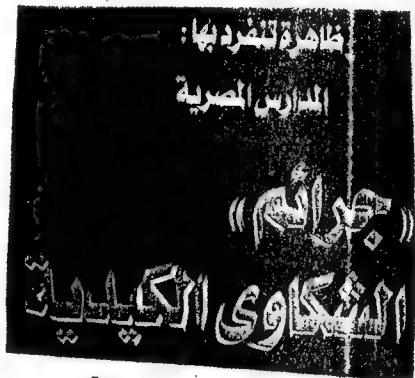 ظاهرة تنفرد بها :
المدارس المصرية
«جرائم»
الشكاوى الكيدية